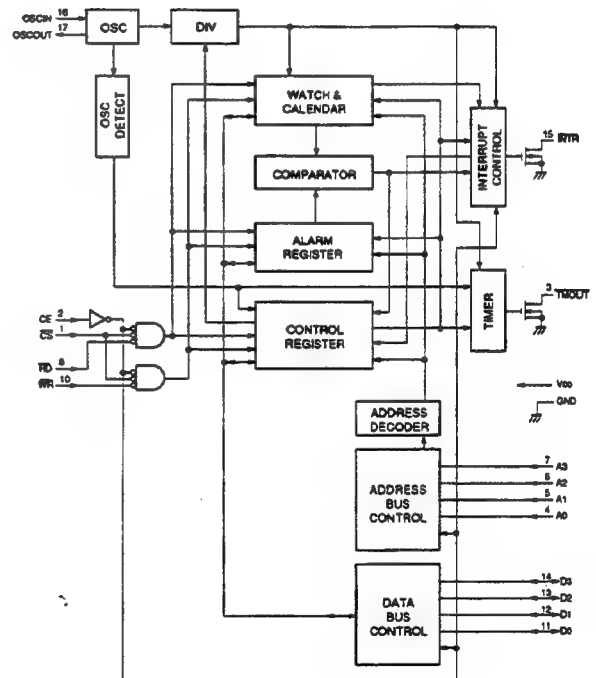 OSCIN 16
OSCOUT 17
OSC
DIV
OSC
DETECT
WATCH &
CALENDAR
COMPARATOR
ALARM
REGISTER
CONTROL
REGISTER
INTERRUPT
CONTROL
15 INTR
TIMER
3 TMOUT
CE 2
CS 1
RD 8
WR 10
VDD
GND
ADDRESS
DECODER
ADDRESS
BUS
CONTROL
7 A3
6 A2
5 A1
4 A0
DATA
BUS
CONTROL
14 D3
13 D2
12 D1
11 D0